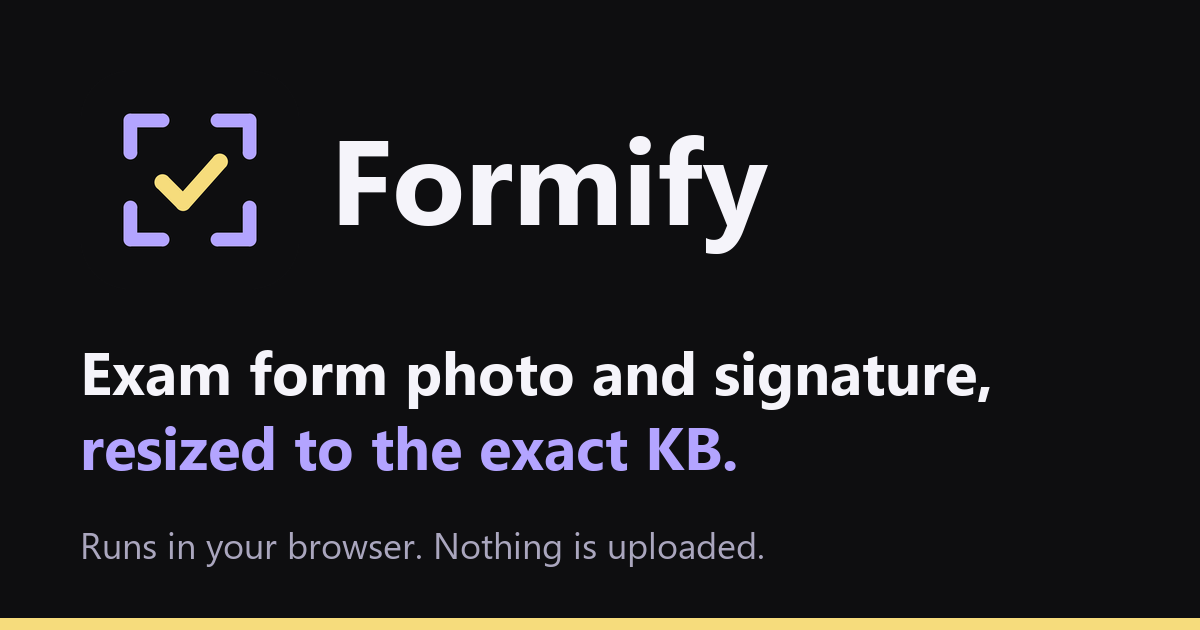 Formify
Exam form photo and signature,
resized to the exact KB.
Runs in your browser. Nothing is uploaded.